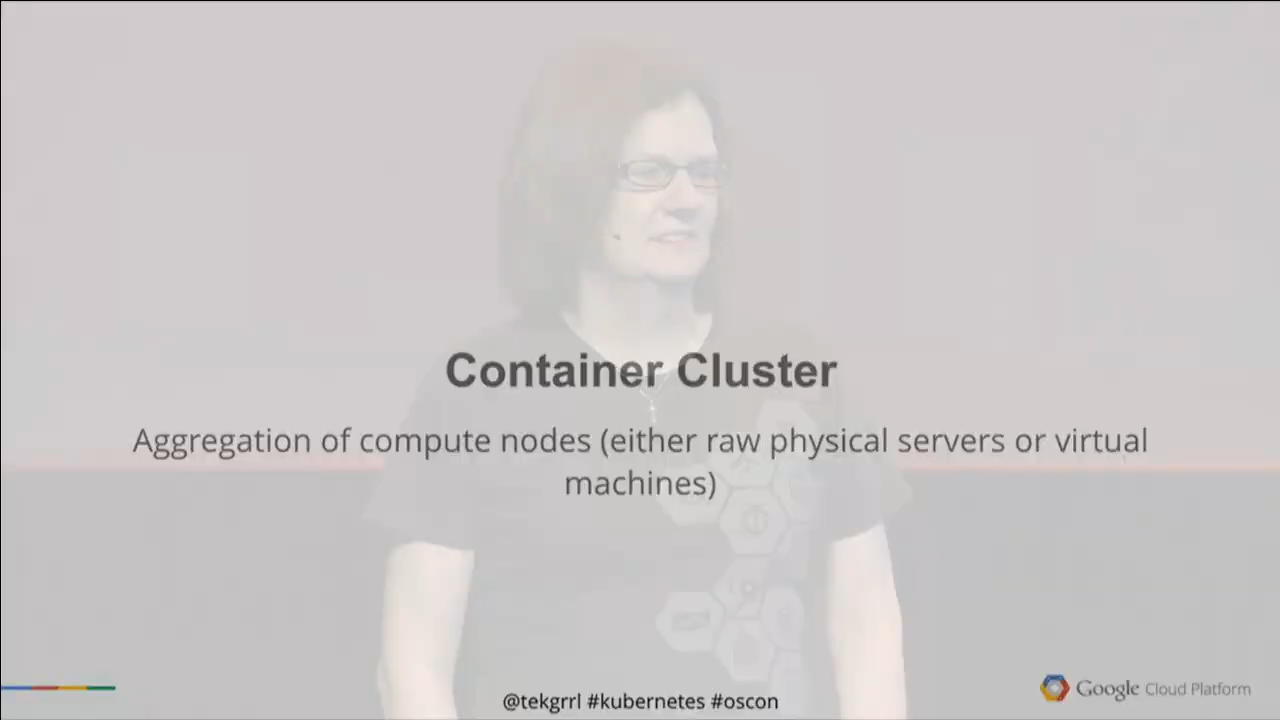 Container Cluster
Aggregation of compute nodes (either raw physical servers or virtual
machines)
@tekgrrl #kubernetes #oscon
Google Cloud Platform